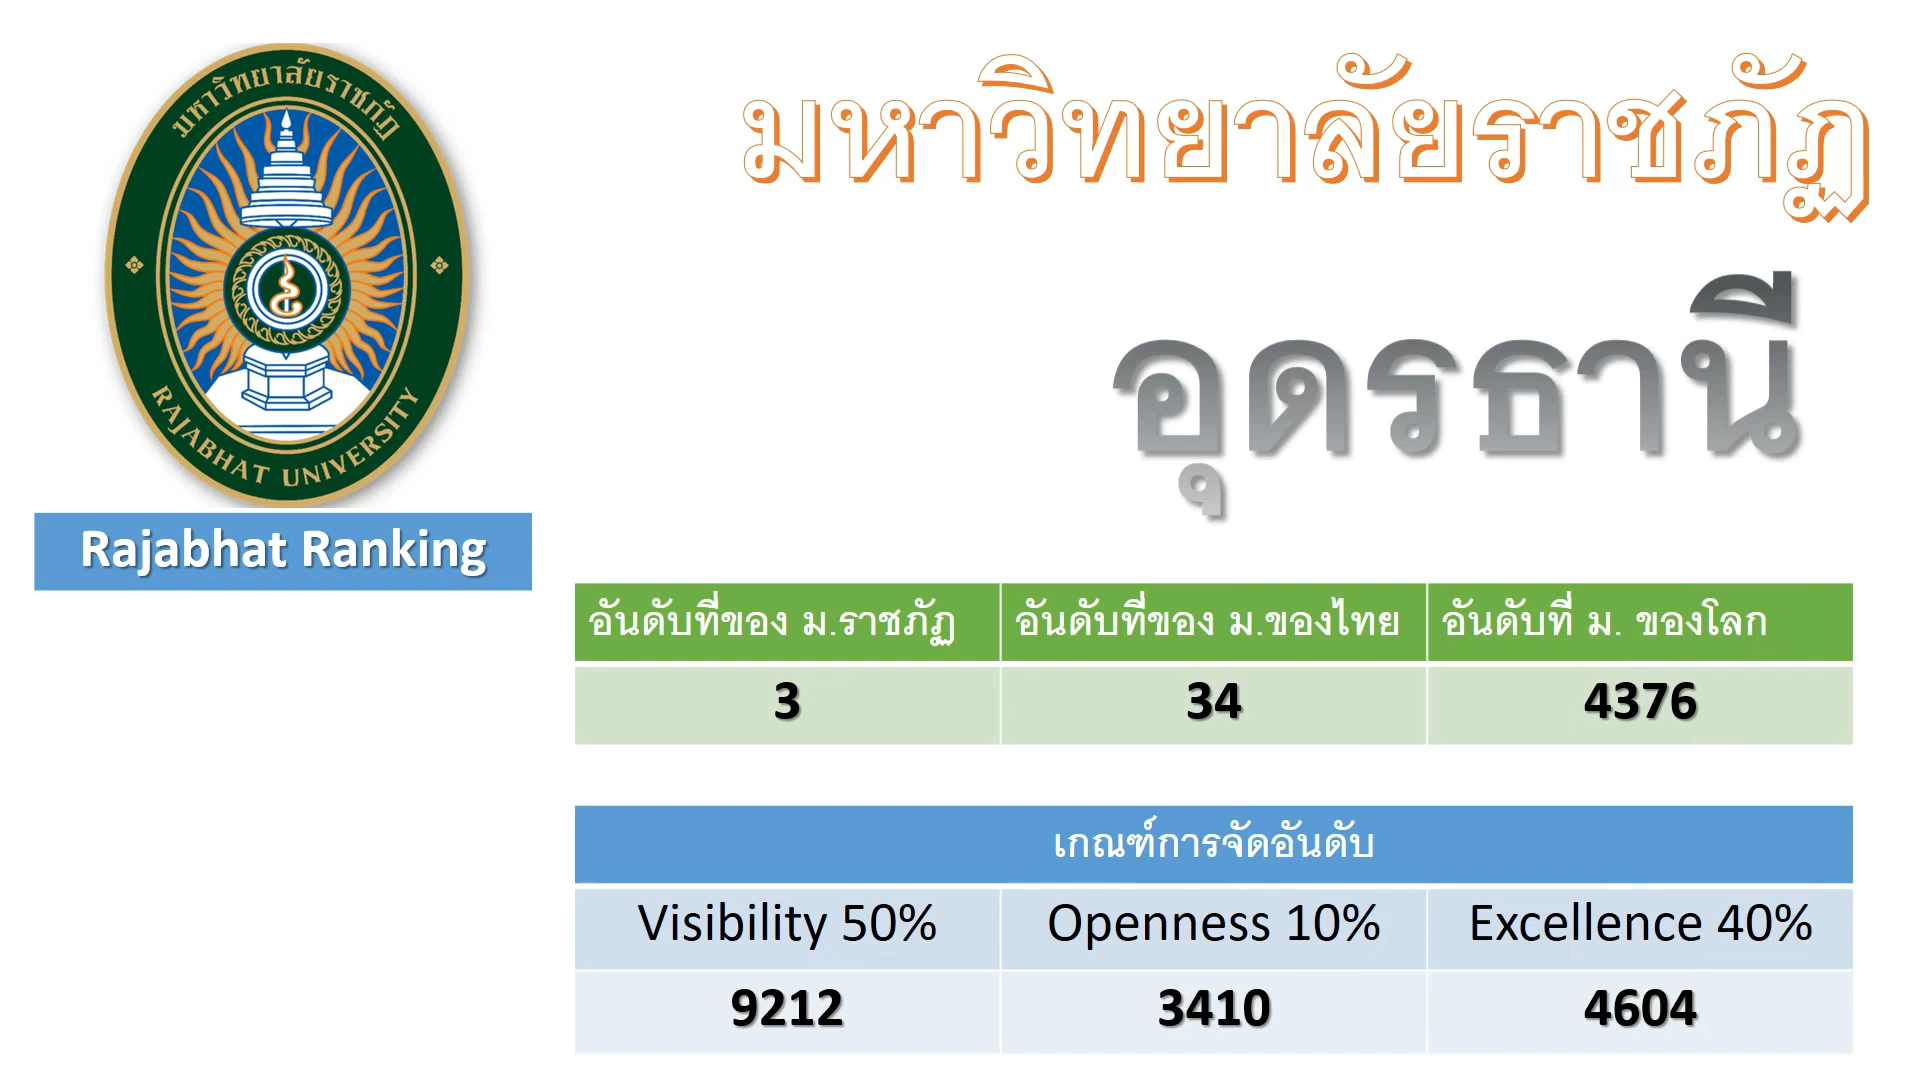 มหาวิทยาลัยราชภัฏ
RAJABHAT UNIVERSITY
Rajabhat Ranking
มหาวิทยาลัยราชภัฏ
อุดรธานี
อันดับที่ของ ม.ราชภัฏ อันดับที่ของ ม.ของไทย อันดับที่ ม. ของโลก
3 34 4376
เกณฑ์การจัดอันดับ
Visibility 50% Openness 10% Excellence 40%
9212 3410 4604